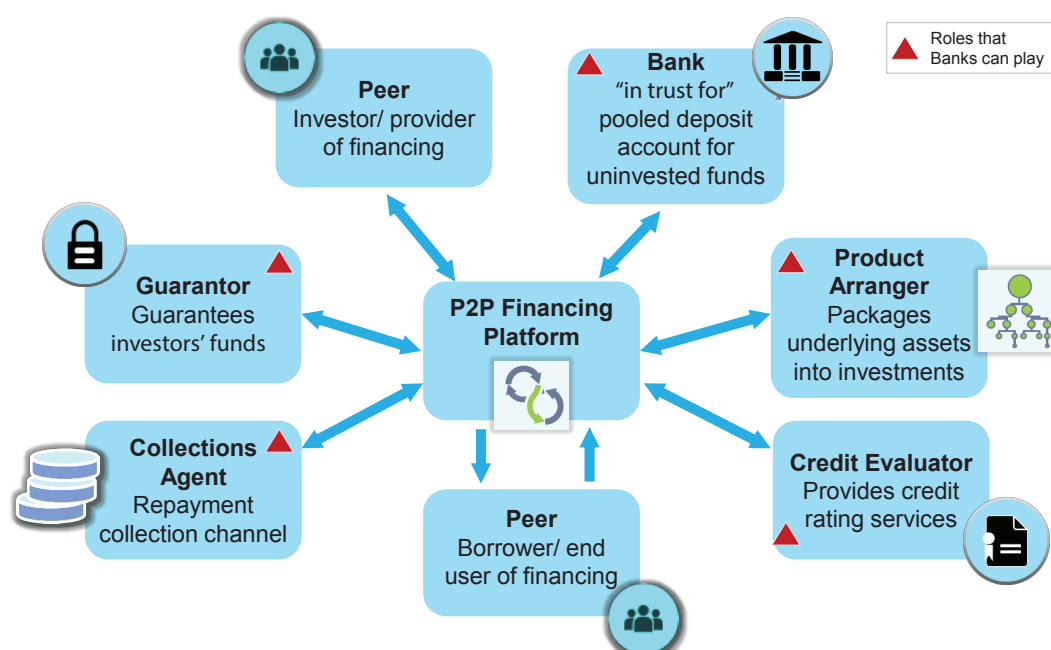 Peer
Investor/ provider
of financing
Bank
“in trust for”
pooled deposit
account for
uninvested funds
Roles that
Banks can play
Guarantor
Guarantees
investors’ funds
P2P Financing
Platform
Product
Arranger
Packages
underlying assets
into investments
Collections
Agent
Repayment
collection channel
Peer
Borrower/ end
user of financing
Credit Evaluator
Provides credit
rating services